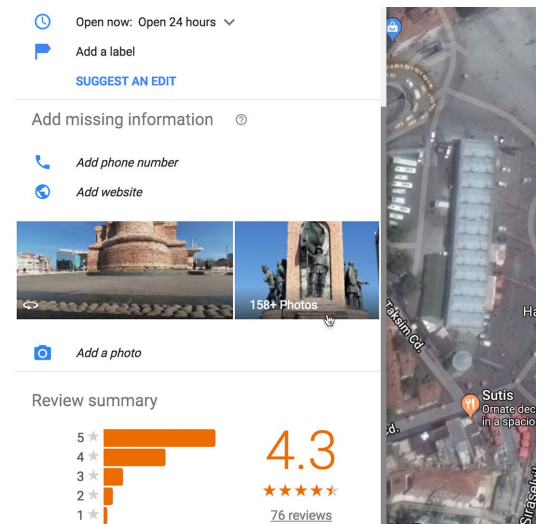 Open now: Open 24 hours
Add a label
SUGGEST AN EDIT
Add missing information
Add phone number
Add website
158+ Photos
Add a photo
Review summary
5
4
3
2
1
4.3
76 reviews
Taksim Cd.
Ha
Sutis
Ornate dec
in a spacio
d.
Sırasel